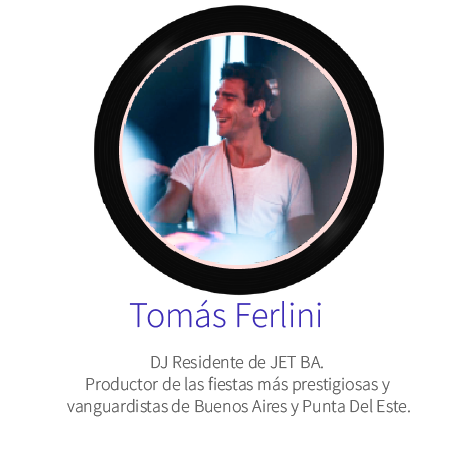 Tomás Ferlini
DJ Residente de JET BA.
Productor de las fiestas más prestigiosas y
vanguardistas de Buenos Aires y Punta Del Este.